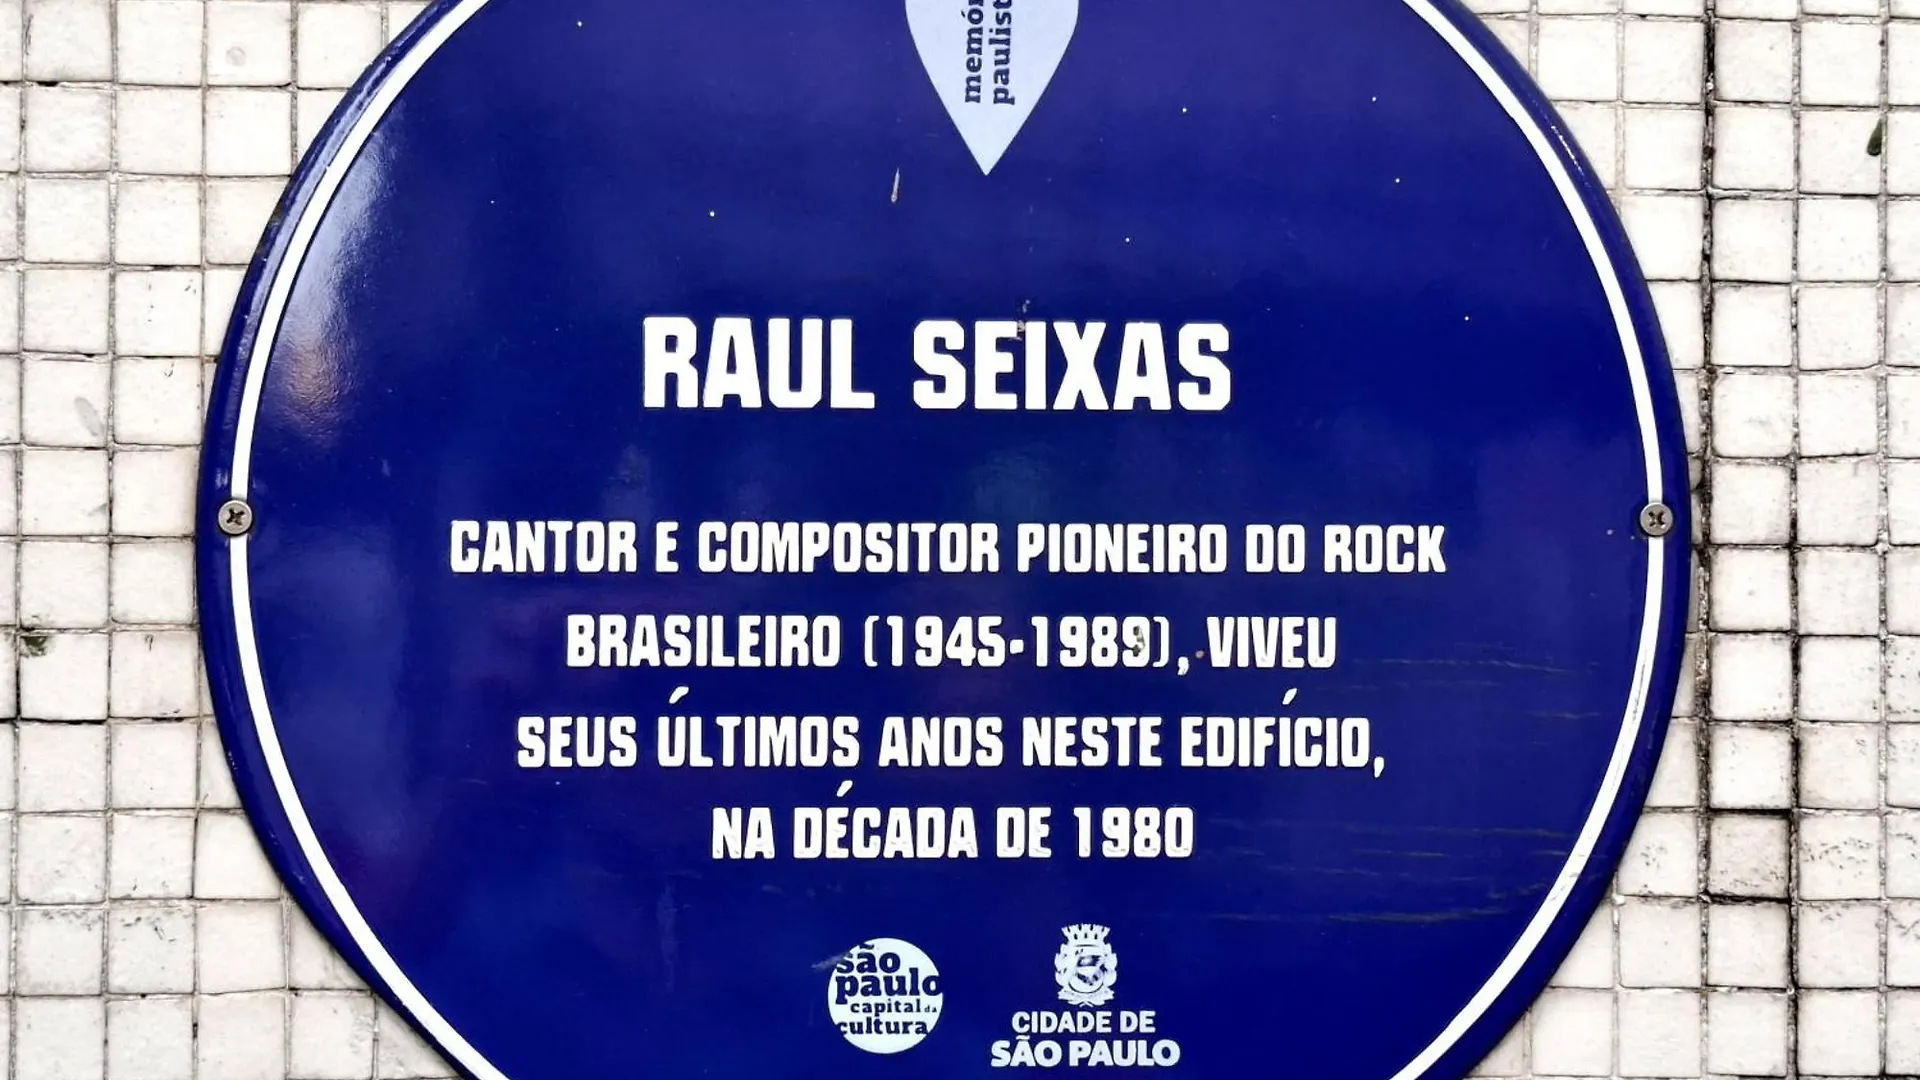 RAUL SEIXAS
CANTOR E COMPOSITOR PIONEIRO DO ROCK
BRASILEIRO (1945-1989), VIVEU
SEUS ÚLTIMOS ANOS NESTE EDIFÍCIO,
NA DÉCADA DE 1980
são
paulo
capital da
cultura
CIDADE DE
SÃO PAULO